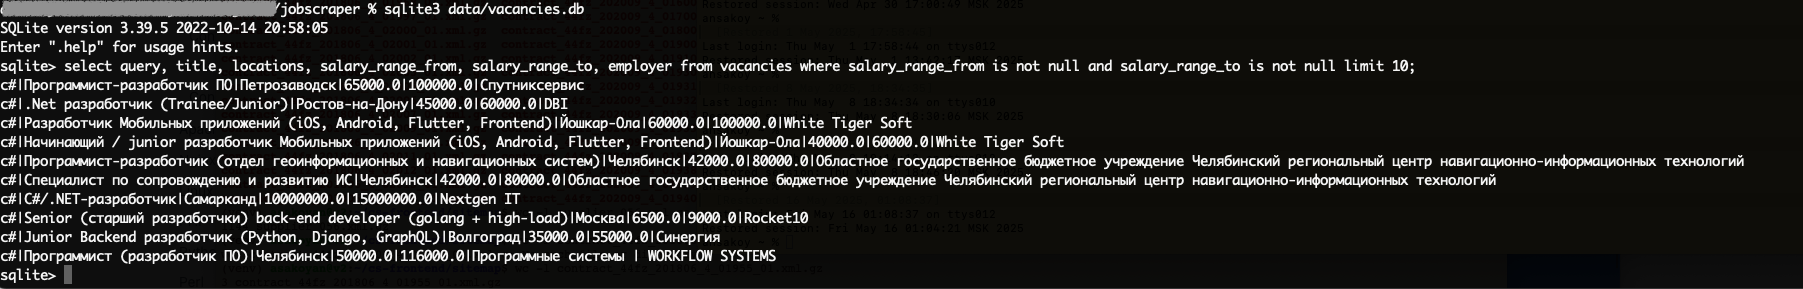 /jobscraper % sqlite3 data/vacancies.db
SQLite version 3.39.5 2022-10-14 20:58:05
Enter ".help" for usage hints.
sqlite> select query, title, locations, salary_range_from, salary_range_to, employer from vacancies where salary_range_from is not null and salary_range_to is not null limit 10;
c#|Программист-разработчик ПО|Петрозаводск|65000.0|100000.0|Спутниксервис
c#|.Net разработчик (Trainee/Junior)|Ростов-на-Дону|45000.0|60000.0|DBI
c#|Разработчик Мобильных приложений (iOS, Android, Flutter, Frontend)|Йошкар-Ола|60000.0|100000.0|White Tiger Soft
c#|Начинающий / junior разработчик Мобильных приложений (iOS, Android, Flutter, Frontend)|Йошкар-Ола|40000.0|60000.0|White Tiger Soft
c#|Программист-разработчик (отдел геоинформационных и навигационных систем)|Челябинск|42000.0|80000.0|Областное государственное бюджетное учреждение Челябинский региональный центр навигационно-информационных технологий
c#|Специалист по сопровождению и развитию ИС|Челябинск|42000.0|80000.0|Областное государственное бюджетное учреждение Челябинский региональный центр навигационно-информационных технологий
c#|C#/.NET-разработчик|Самарканд|10000000.0|15000000.0|Nextgen IT
c#|Senior (старший разработчки) back-end developer (golang + high-load)|Москва|6500.0|9000.0|Rocket10
c#|Junior Backend разработчик (Python, Django, GraphQL)|Волгоград|35000.0|55000.0|Синергия
c#|Программист (разработчик ПО)|Челябинск|50000.0|116000.0|Программные системы | WORKFLOW SYSTEMS
sqlite>